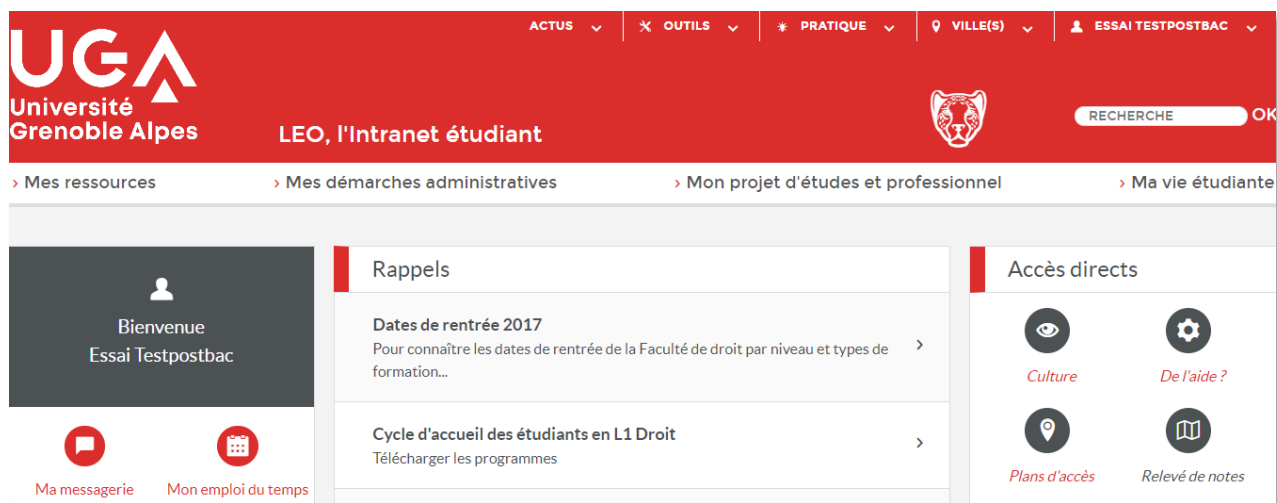 ACTUS
OUTILS
PRATIQUE
VILLE(S)
ESSAI TESTPOSTBAC
UGA
Université
Grenoble Alpes
LEO, l'Intranet étudiant
RECHERCHE
OK
› Mes ressources
› Mes démarches administratives
› Mon projet d'études et professionnel
› Ma vie étudiante
Bienvenue
Essai Testpostbac
Ma messagerie
Mon emploi du temps
Rappels
Dates de rentrée 2017
Pour connaître les dates de rentrée de la Faculté de droit par niveau et types de
formation...
Cycle d'accueil des étudiants en L1 Droit
Télécharger les programmes
Accès directs
Culture
De l'aide ?
Plans d'accès
Relevé de notes